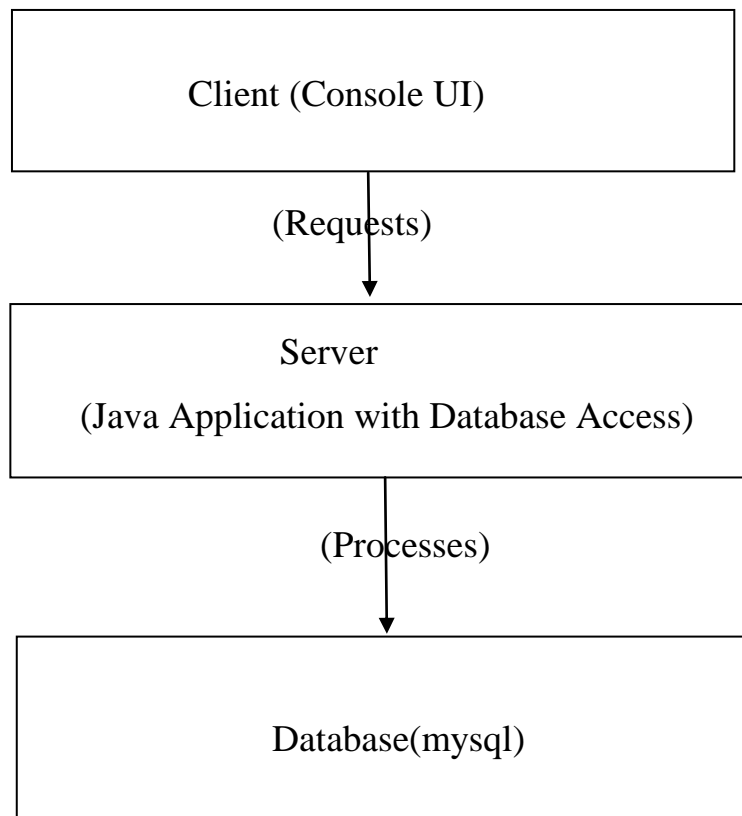 Client (Console UI)
(Requests)
Server
(Java Application with Database Access)
(Processes)
Database(mysql)